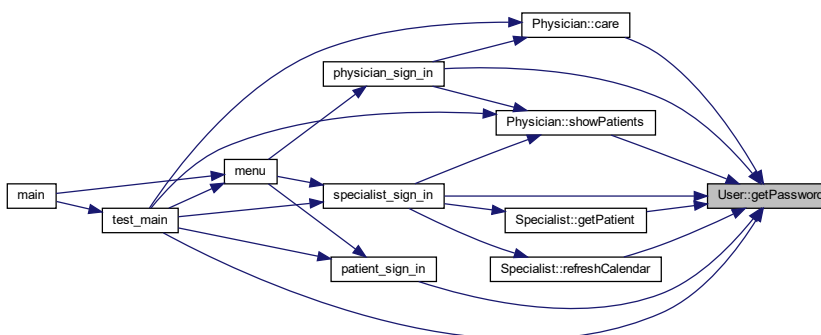 Physician::care
physician_sign_in
Physician::showPatients
menu
main
specialist_sign_in
User::getPassword
test_main
Specialist::getPatient
patient_sign_in
Specialist::refreshCalendar